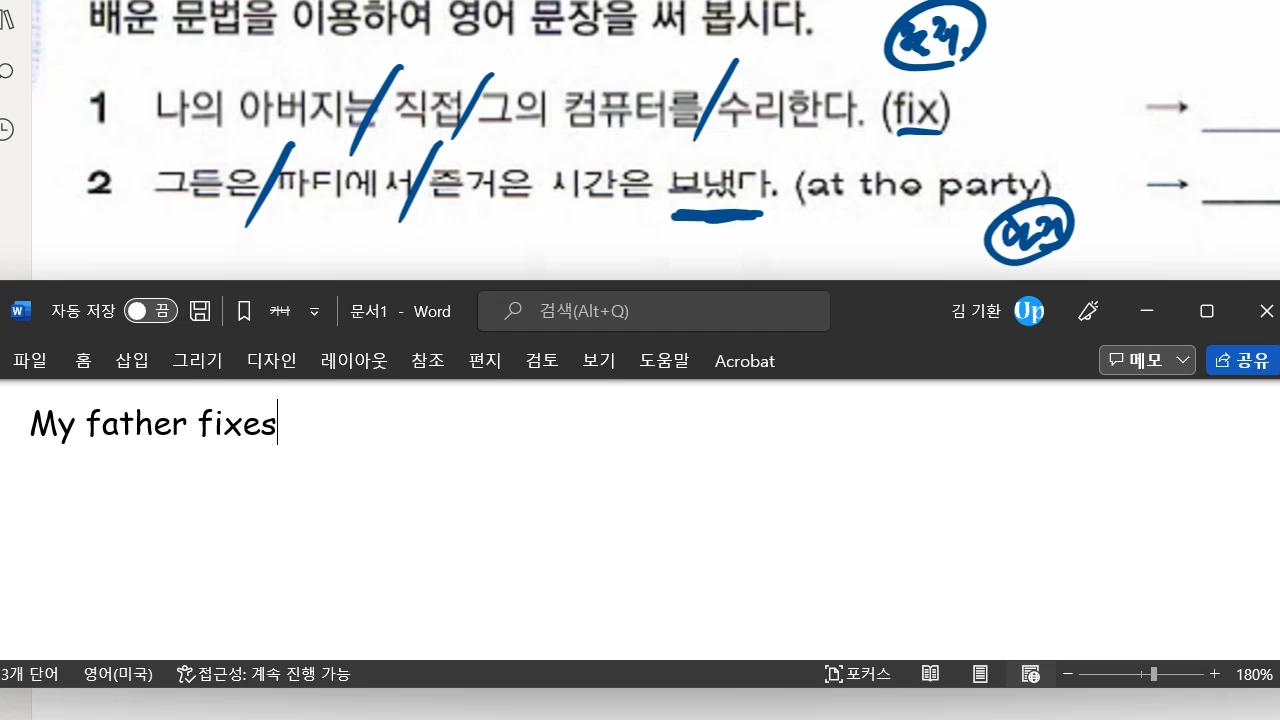 배운 문법을 이용하여 영어 문장을 써 봅시다.
현재,
1 나의 아버지는 직접 그의 컴퓨터를 수리한다. (fix) →
2 그들은 파티에서 즐거운 시간은 보냈다. (at the party) →
자동 저장 끔 가나 문서1 - Word 검색(Alt+Q) 김 기환 Up
파일 홈 삽입 그리기 디자인 레이아웃 참조 편지 검토 보기 도움말 Acrobat 메모 공유
My father fixes
3개 단어 영어(미국) 접근성: 계속 진행 가능 포커스 180%